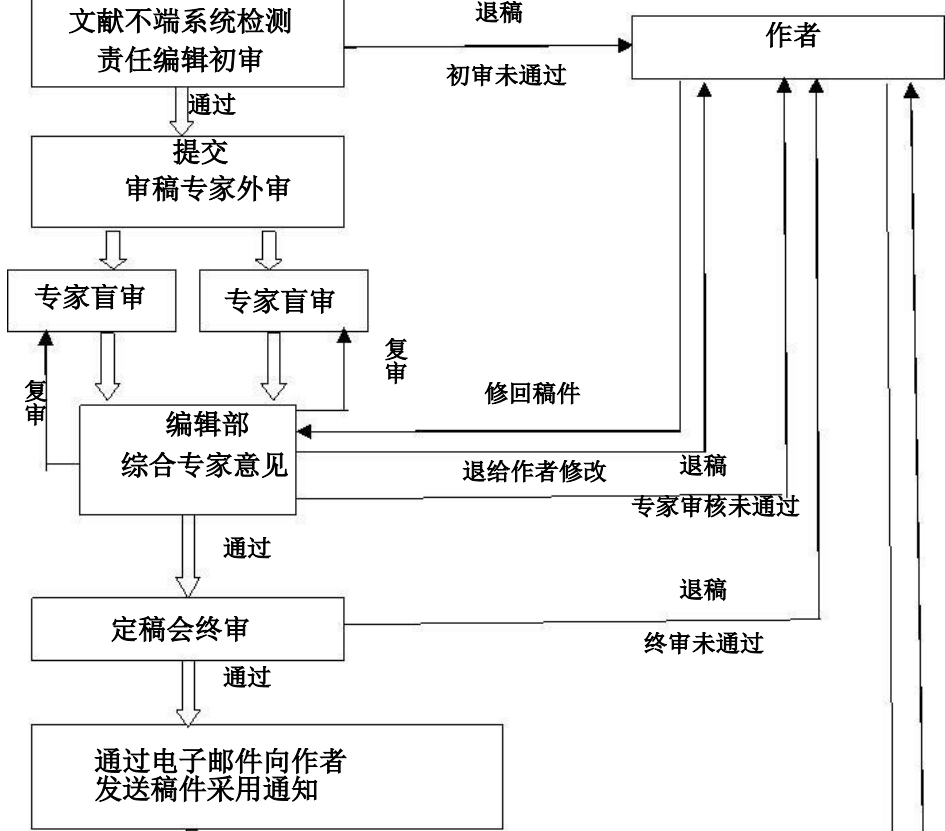 文献不端系统检测
责任编辑初审
退稿
作者
初审未通过
通过
提交
审稿专家外审
专家盲审
专家盲审
复
审
复
审
修回稿件
编辑部
综合专家意见
退给作者修改
退稿
专家审核未通过
通过
退稿
定稿会终审
终审未通过
通过
通过电子邮件向作者
发送稿件采用通知